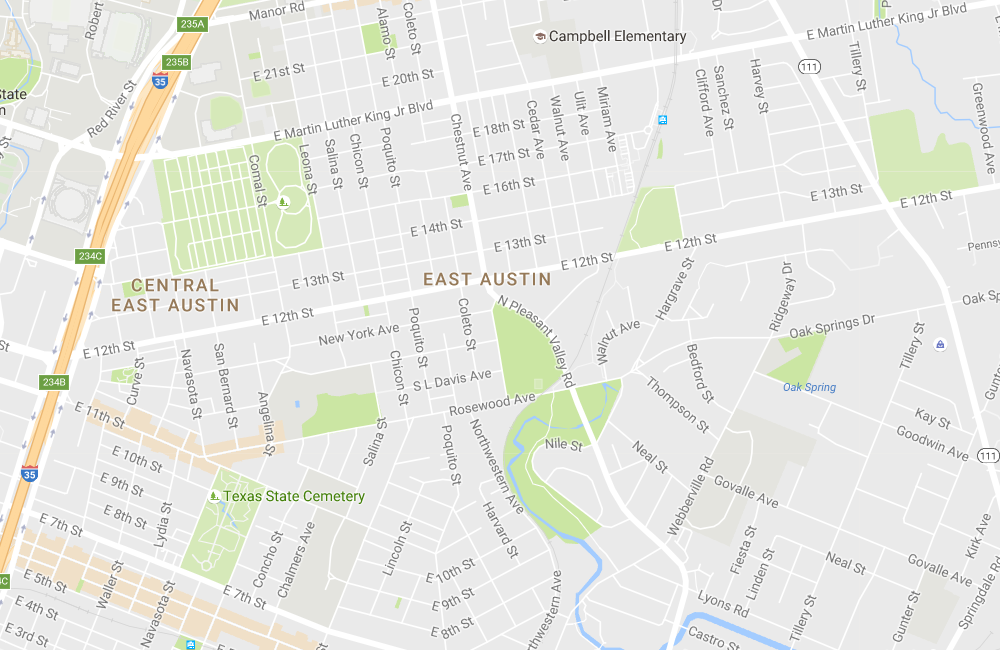 Manor Rd
235A
Robert
Alamo St
Coleto St
Dr
E Martin Luther King Jr Blvd
Campbell Elementary
235B
35
E 21st St
E 20th St
111
Tillery St
State
Red River St
E Martin Luther King Jr Blvd
Chestnut Ave
E 18th St
Cedar Ave
Walnut Ave
Ulit Ave
Miriam Ave
Clifford Ave
Sanchez St
Harvey St
Greenwood Ave
Comal St
Leona St
Salina St
Chicon St
Poquito St
E 17th St
E 16th St
E 14th St
E 13th St
E 13th St
E 12th St
E 12th St
E 12th St
234C
CENTRAL
EAST AUSTIN
E 13th St
EAST AUSTIN
Hargrave St
Ridgeway Dr
Pennsy
Oak Sp
E 12th St
New York Ave
Poquito St
Coleto St
N Pleasant Valley Rd
Walnut Ave
Oak Springs Dr
Tillery St
E 12th St
Curve St
Navasota St
San Bernard St
Angelina St
Chicon St
S L Davis Ave
Rosewood Ave
Bedford St
Thompson St
Oak Spring
Gunter
234B
E 11th St
Salina St
Poquito St
Northwestern Ave
Nile St
Neal St
Kay St
Goodwin Ave
111
E 10th St
E 9th St
E 8th St
E 7th St
35
Texas State Cemetery
Lydia St
Harvard St
Webberville Rd
Govalle Ave
Kirk Ave
Concho St
Chalmers Ave
Lincoln St
E 10th St
E 9th St
E 8th St
Fiesta St
Linden St
Neal St
Govalle Ave
Springdale Rd
4C
E 5th St
E 4th St
E 3rd St
Waller St
Navasota St
E 7th St
thwestern Ave
Lyons Rd
Castro St
Tillery St
Gunter St